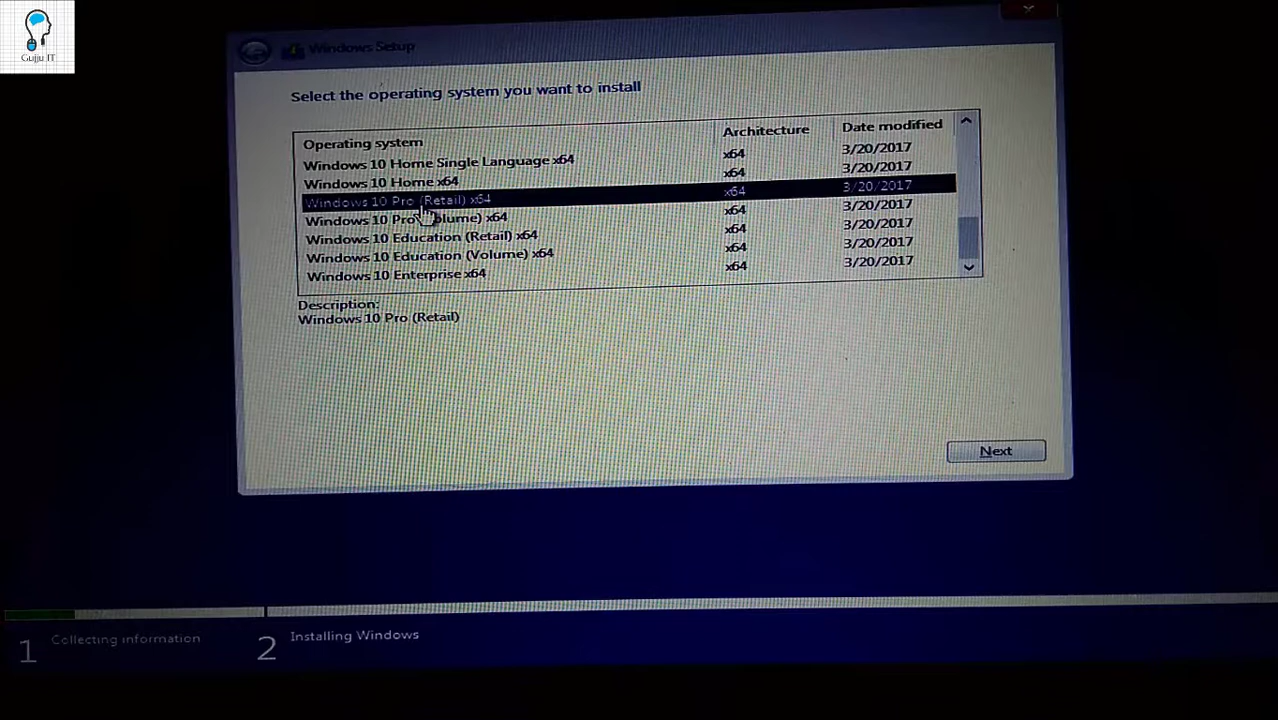 Gujju IT
Windows Setup
Select the operating system you want to install
Operating system Architecture Date modified
Windows 10 Home Single Language x64 x64 3/20/2017
Windows 10 Home x64 x64 3/20/2017
Windows 10 Pro (Retail) x64 x64 3/20/2017
Windows 10 Pro olume) x64 x64 3/20/2017
Windows 10 Education (Retail) x64 x64 3/20/2017
Windows 10 Education (Volume) x64 x64 3/20/2017
Windows 10 Enterprise x64 x64 3/20/2017
Description:
Windows 10 Pro (Retail)
Next
1 Collecting information 2 Installing Windows